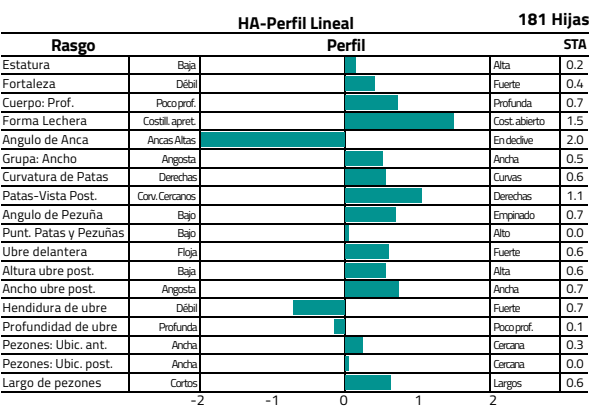 HA-Perfil Lineal 181 Hijas
Rasgo Perfil STA
Estatura Baja Alta 0.2
Fortaleza Débil Fuerte 0.4
Cuerpo: Prof. Poco prof. Profunda 0.7
Forma Lechera Costill. apret. Cost. abierto 1.5
Angulo de Anca Ancas Altas En declive 2.0
Grupa: Ancho Angosta Ancha 0.5
Curvatura de Patas Derechas Curvas 0.6
Patas-Vista Post. Corv. Cercanos Derechas 1.1
Angulo de Pezuña Bajo Empinado 0.7
Punt. Patas y Pezuñas Bajo Alto 0.0
Ubre delantera Floja Fuerte 0.6
Altura ubre post. Baja Alta 0.6
Ancho ubre post. Angosta Ancha 0.7
Hendidura de ubre Débil Fuerte 0.7
Profundidad de ubre Profunda Poco prof. 0.1
Pezones: Ubic. ant. Ancha Cercana 0.3
Pezones: Ubic. post. Ancha Cercana 0.0
Largo de pezones Cortos Largos 0.6
-2 -1 0 1 2